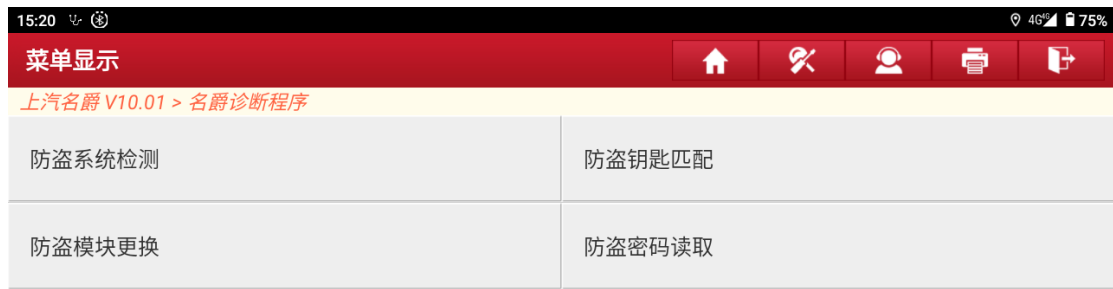 15:20 4G 4G 75%
菜单显示
上汽名爵 V10.01 > 名爵诊断程序
防盗系统检测 防盗钥匙匹配
防盗模块更换 防盗密码读取